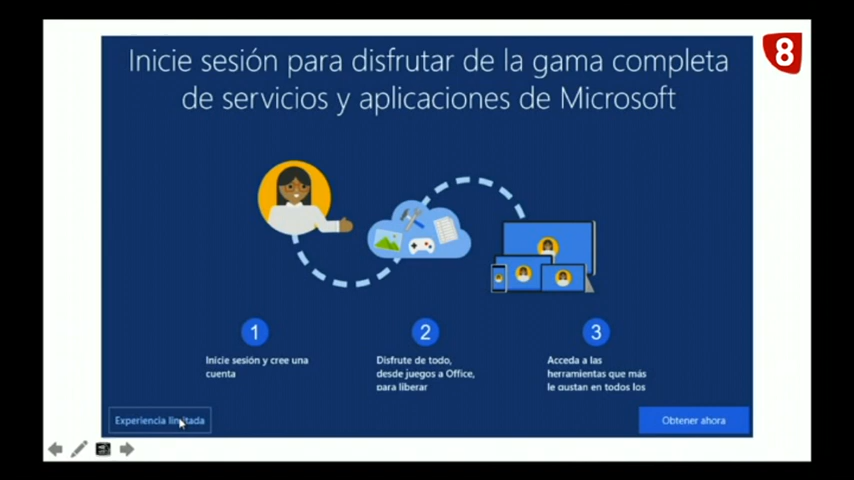 8
Inicie sesión para disfrutar de la gama completa
de servicios y aplicaciones de Microsoft
1
2
3
Inicie sesión y cree una
cuenta
Disfrute de todo,
desde juegos a Office,
para liberar
Acceda a las
herramientas que más
le gustan en todos los
Experiencia limitada
Obtener ahora